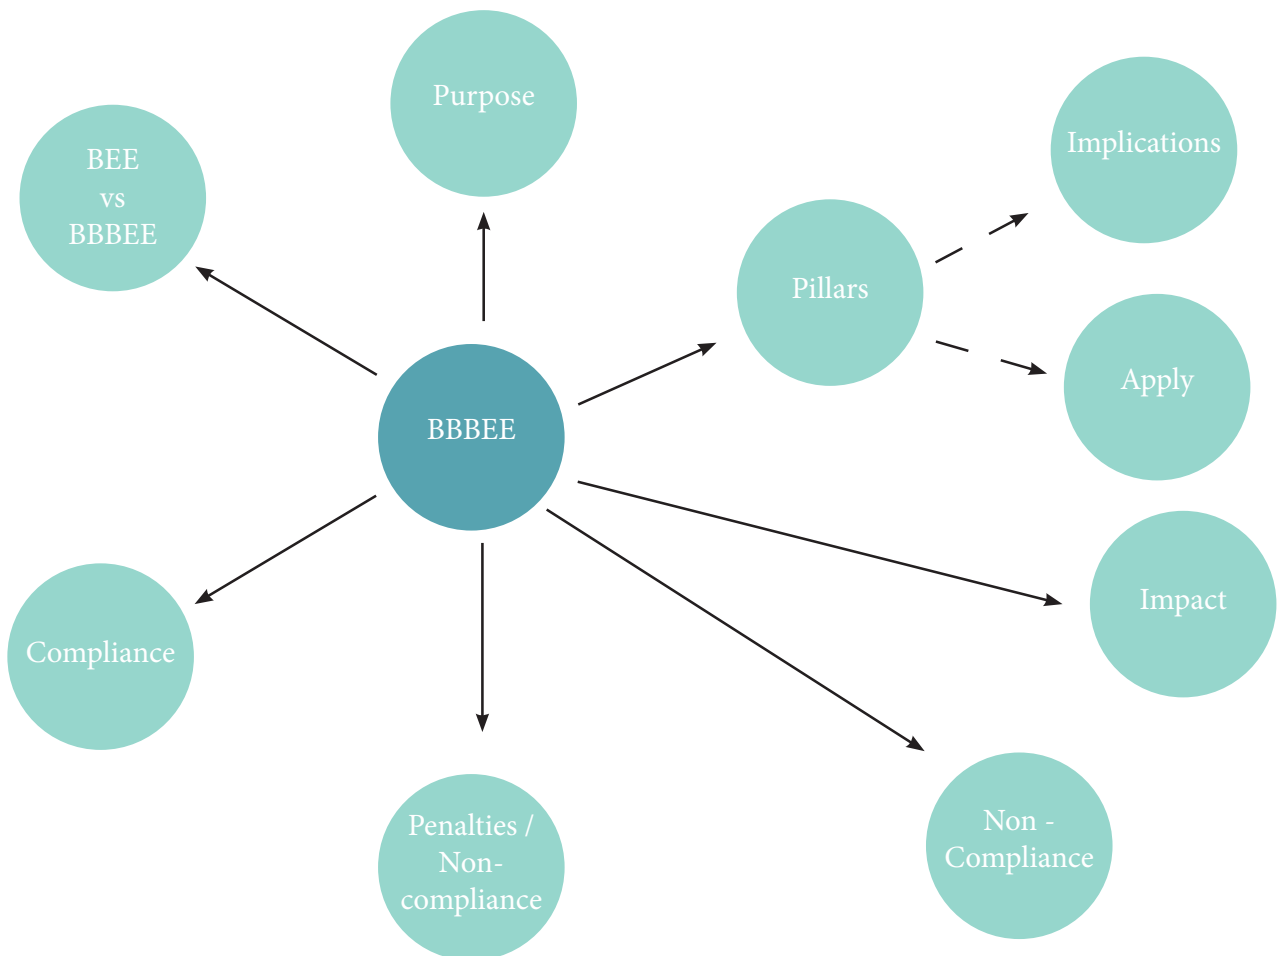 Purpose
Implications
BEE
vs
BBBEE
Pillars
Apply
BBBEE
Impact
Compliance
Penalties /
Non-
compliance
Non -
Compliance